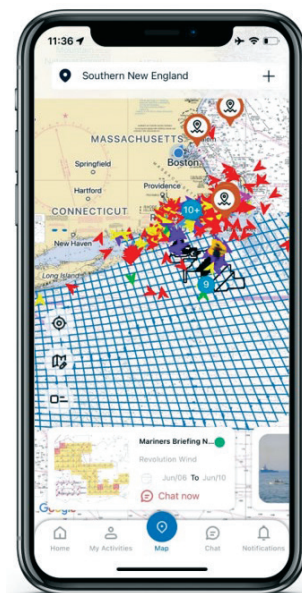 11:36
Southern New England
MASSACHUSETTS
Boston
Springfield
Hartford
Providence
CONNECTICUT
10+
New Haven
Long Island
9
Mariners Briefing N...
Revolution Wind
Jun/06 To Jun/10
Chat now
Google
Home
My Activities
Map
Chat
Notifications